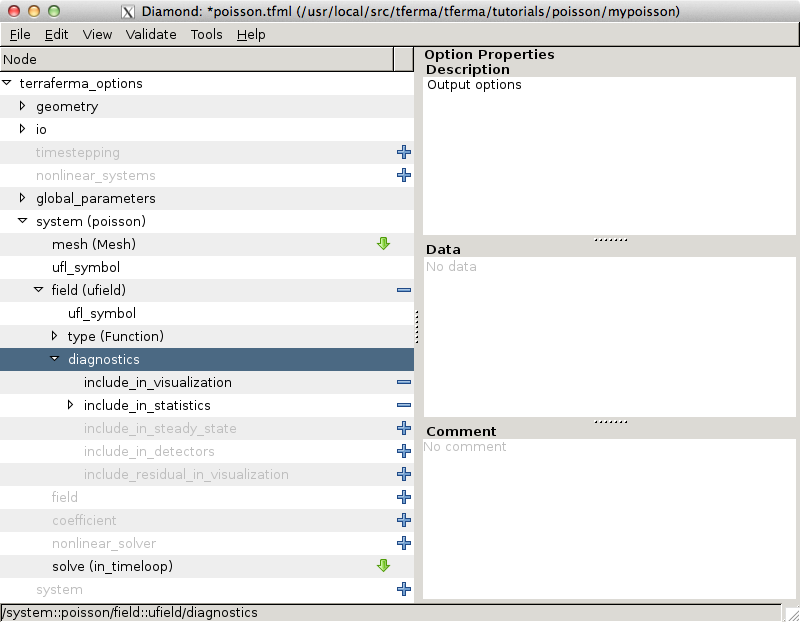 Diamond: *poisson.tfml (/usr/local/src/tferma/tferma/tutorials/poisson/mypoisson)
File Edit View Validate Tools Help
Node
terraferma_options
geometry
io
timestepping
nonlinear_systems
global_parameters
system (poisson)
mesh (Mesh)
ufl_symbol
field (ufield)
ufl_symbol
type (Function)
diagnostics
include_in_visualization
include_in_statistics
include_in_steady_state
include_in_detectors
include_residual_in_visualization
field
coefficient
nonlinear_solver
solve (in_timeloop)
system
Option Properties
Description
Output options
Data
No data
Comment
No comment
/system::poisson/field::ufield/diagnostics